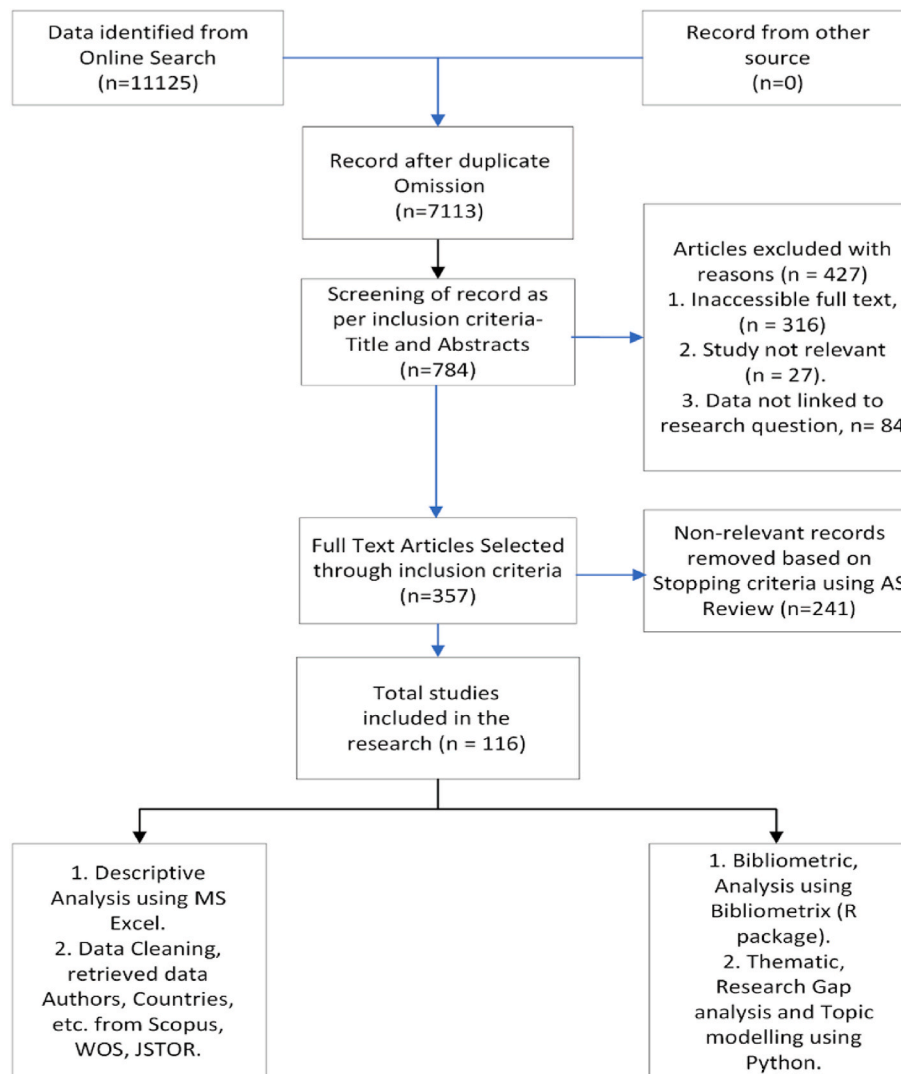 Data identified from
Online Search
(n=11125)
Record from other
source
(n=0)
Record after duplicate
Omission
(n=7113)
Screening of record as
per inclusion criteria-
Title and Abstracts
(n=784)
Articles excluded with
reasons (n = 427)
1. Inaccessible full text,
(n = 316)
2. Study not relevant
(n = 27).
3. Data not linked to
research question, n= 84
Full Text Articles Selected
through inclusion criteria
(n=357)
Non-relevant records
removed based on
Stopping criteria using AS
Review (n=241)
Total studies
included in the
research (n = 116)
1. Descriptive
Analysis using MS
Excel.
2. Data Cleaning,
retrieved data
Authors, Countries,
etc. from Scopus,
WOS, JSTOR.
1. Bibliometric,
Analysis using
Bibliometrix (R
package).
2. Thematic,
Research Gap
analysis and Topic
modelling using
Python.